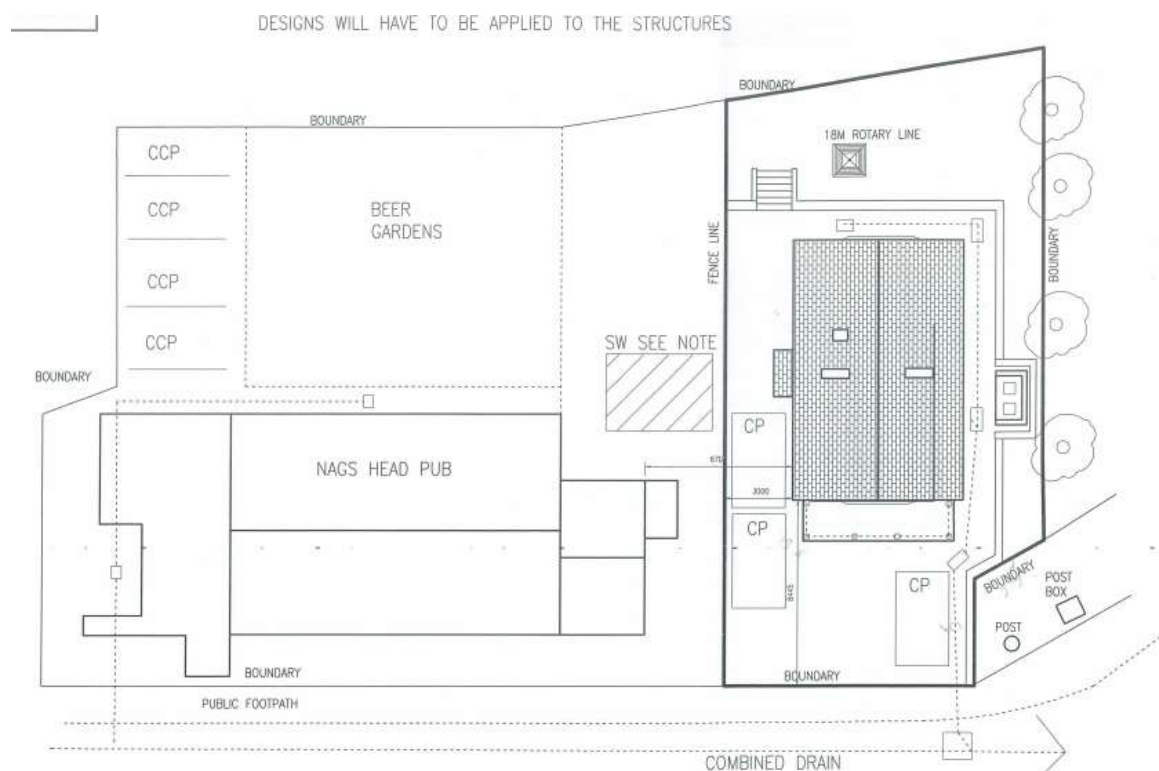 DESIGNS WILL HAVE TO BE APPLIED TO THE STRUCTURES
BOUNDARY
BOUNDARY
18M ROTARY LINE
CCP
CCP
BEER
GARDENS
FENCE LINE
BOUNDARY
CCP
CCP
SW SEE NOTE
BOUNDARY
CP
NAGS HEAD PUB
3000
CP
8445
CP
BOUNDARY
POST
BOX
POST
BOUNDARY
BOUNDARY
PUBLIC FOOTPATH
COMBINED DRAIN